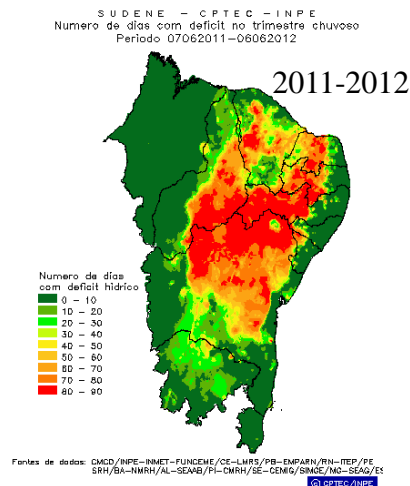 SUDENE - CPTEC - INPE
Numero de dias com deficit no trimestre chuvoso
Periodo 07062011-06062012
2011-2012
Numero de dias
com deficit hidrico
0 - 10
10 - 20
20 - 30
30 - 40
40 - 50
50 - 60
60 - 70
70 - 80
80 - 90
Fontes de dados: CMCD/INPE-INMET-FUNCEME/CE-LMRS/PB-EMPARN/RN-ITEP/PE
SRH/BA-NMRH/AL-SEAAB/PI-CMRH/SE-CEMIG/SIMGE/MG-SEAG/ES
© CPTEC/INPE